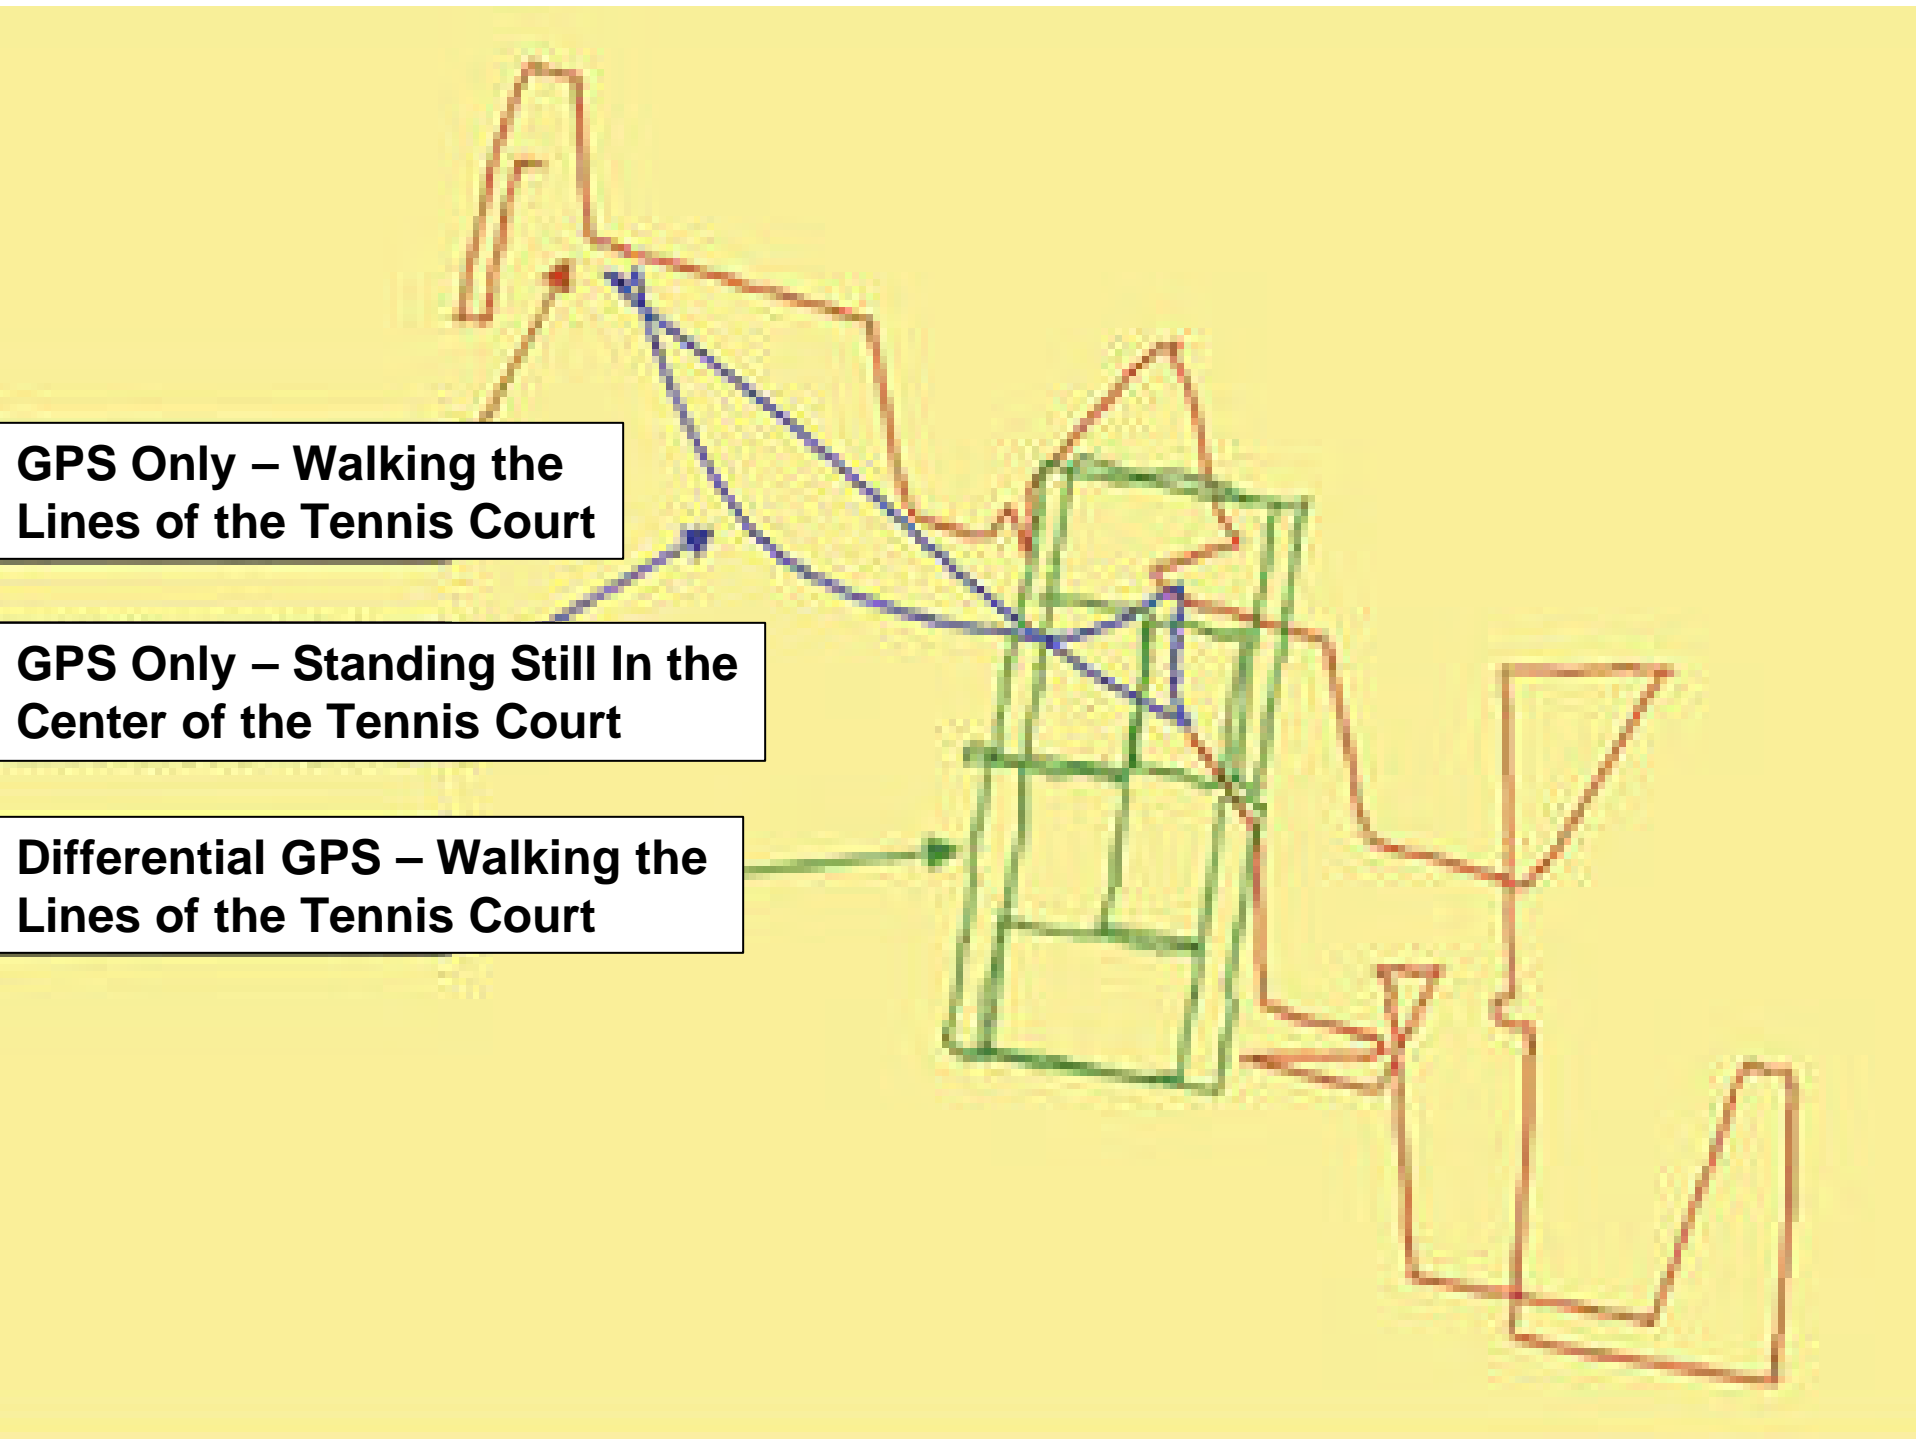 GPS Only – Walking the
Lines of the Tennis Court
GPS Only – Standing Still In the
Center of the Tennis Court
Differential GPS – Walking the
Lines of the Tennis Court